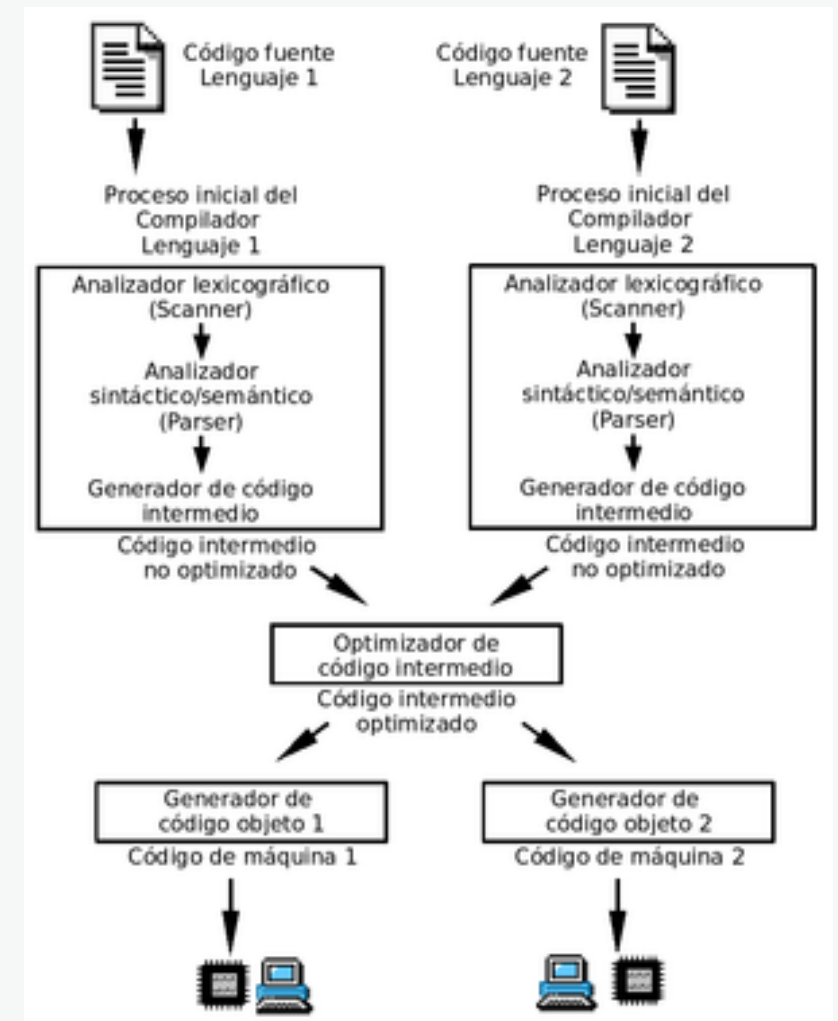 Código fuente
Lenguaje 1
Código fuente
Lenguaje 2
Proceso inicial del
Compilador
Lenguaje 1
Proceso inicial del
Compilador
Lenguaje 2
Analizador lexicográfico
(Scanner)
Analizador
sintáctico/semántico
(Parser)
Generador de código
intermedio
Analizador lexicográfico
(Scanner)
Analizador
sintáctico/semántico
(Parser)
Generador de código
intermedio
Código intermedio
no optimizado
Código intermedio
no optimizado
Optimizador de
código intermedio
Código intermedio
optimizado
Generador de
código objeto 1
Generador de
código objeto 2
Código de máquina 1
Código de máquina 2